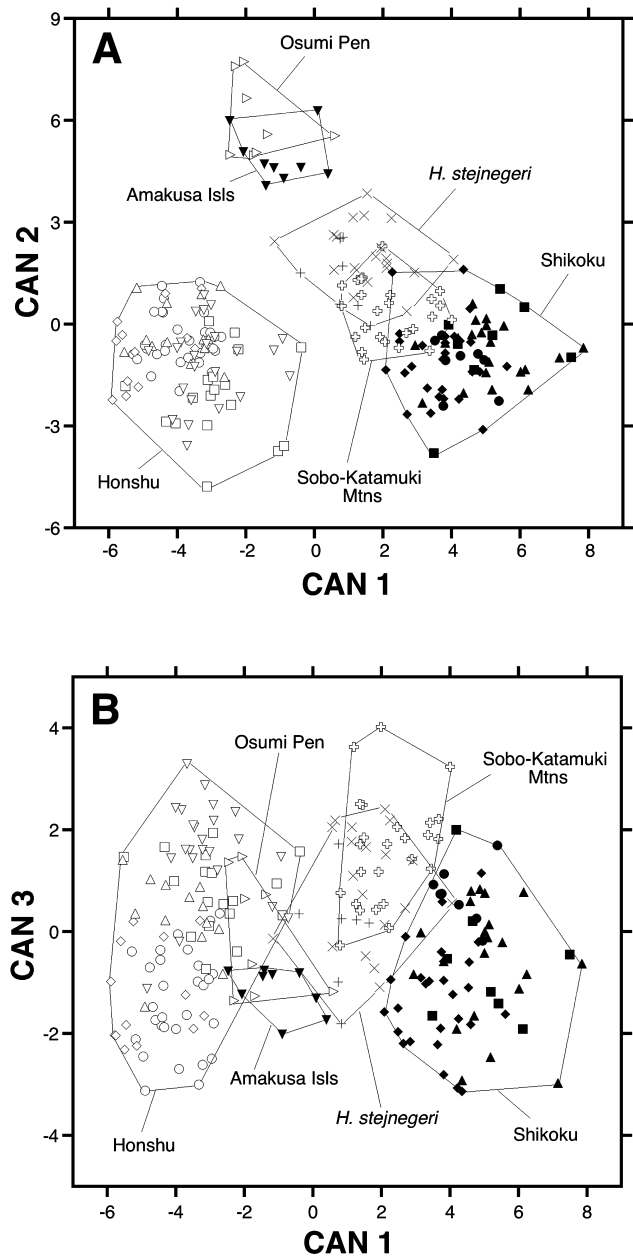 A
9
Osumi Pen
6
Amakusa Isls
H. stejnegeri
3
CAN 2
Shikoku
0
-3
Honshu
Sobo-Katamuki
Mtns
-6
-6 -4 -2 0 2 4 6 8
CAN 1
B
4
Osumi Pen
Sobo-Katamuki
Mtns
2
CAN 3
0
-2
Amakusa Isls
H. stejnegeri
Honshu
Shikoku
-4
-6 -4 -2 0 2 4 6 8
CAN 1